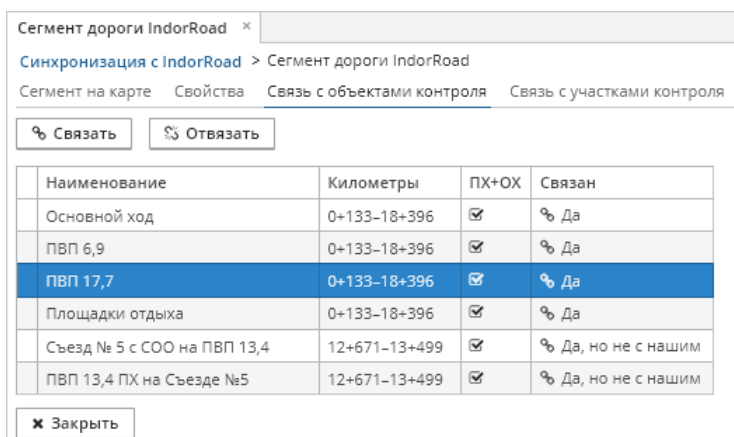 Сегмент дороги IndorRoad ×
Синхронизация с IndorRoad > Сегмент дороги IndorRoad
Сегмент на карте Свойства Связь с объектами контроля Связь с участками контроля
Связать Отвязать
Наименование Километры ПХ+ОХ Связан
Основной ход 0+133–18+396 Да
ПВП 6,9 0+133–18+396 Да
ПВП 17,7 0+133–18+396 Да
Площадки отдыха 0+133–18+396 Да
Съезд № 5 с СОО на ПВП 13,4 12+671–13+499 Да, но не с нашим
ПВП 13,4 ПХ на Съезде №5 12+671–13+499 Да, но не с нашим
Закрыть